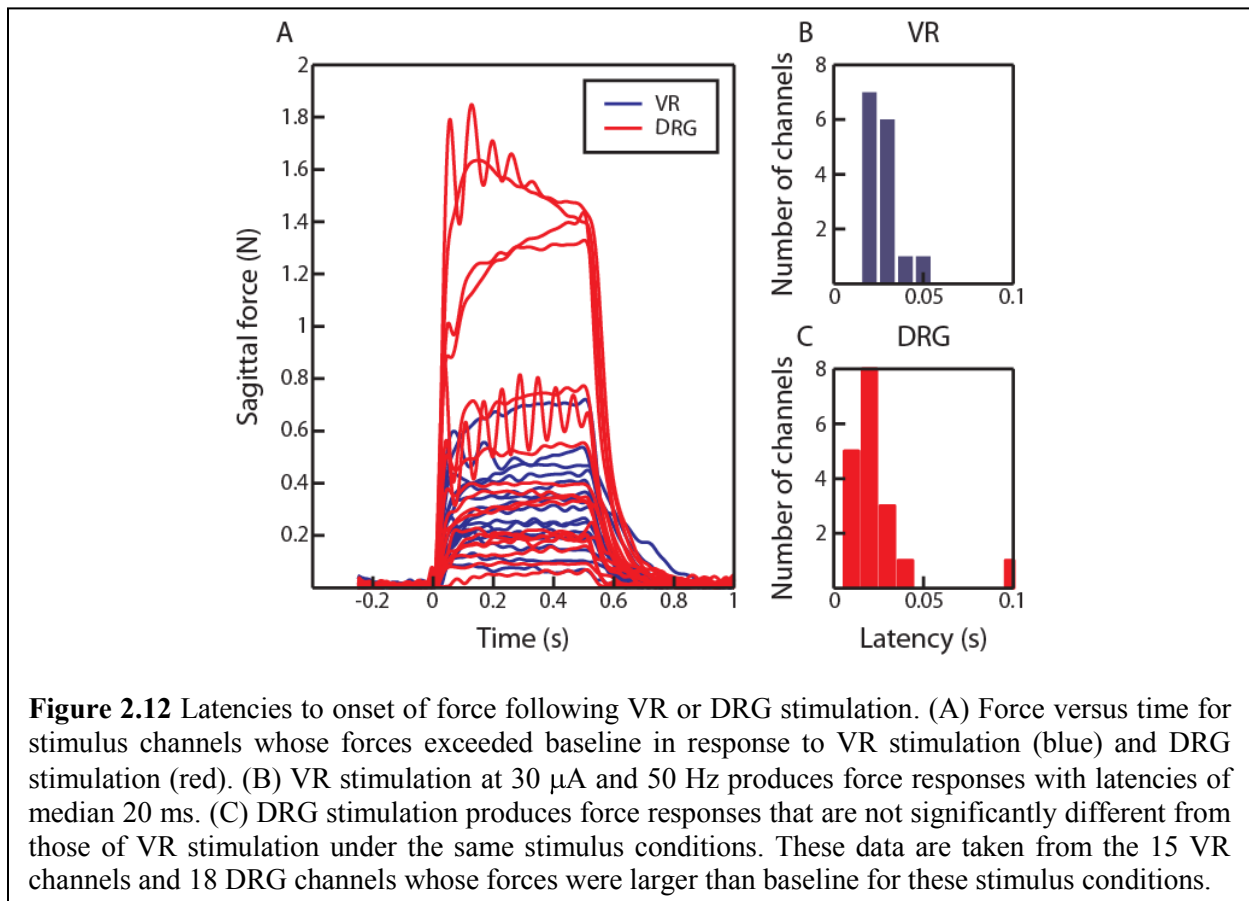 A
2
1.8
1.6
1.4
1.2
1
0.8
0.6
0.4
0.2
Sagittal force (N)
-0.2 0 0.2 0.4 0.6 0.8 1
Time (s)
VR
DRG
B VR
8
6
4
2
Number of channels
0 0.05 0.1
C DRG
8
6
4
2
Number of channels
0 0.05 0.1
Latency (s)
Figure 2.12 Latencies to onset of force following VR or DRG stimulation. (A) Force versus time for
stimulus channels whose forces exceeded baseline in response to VR stimulation (blue) and DRG
stimulation (red). (B) VR stimulation at 30 μA and 50 Hz produces force responses with latencies of
median 20 ms. (C) DRG stimulation produces force responses that are not significantly different from
those of VR stimulation under the same stimulus conditions. These data are taken from the 15 VR
channels and 18 DRG channels whose forces were larger than baseline for these stimulus conditions.